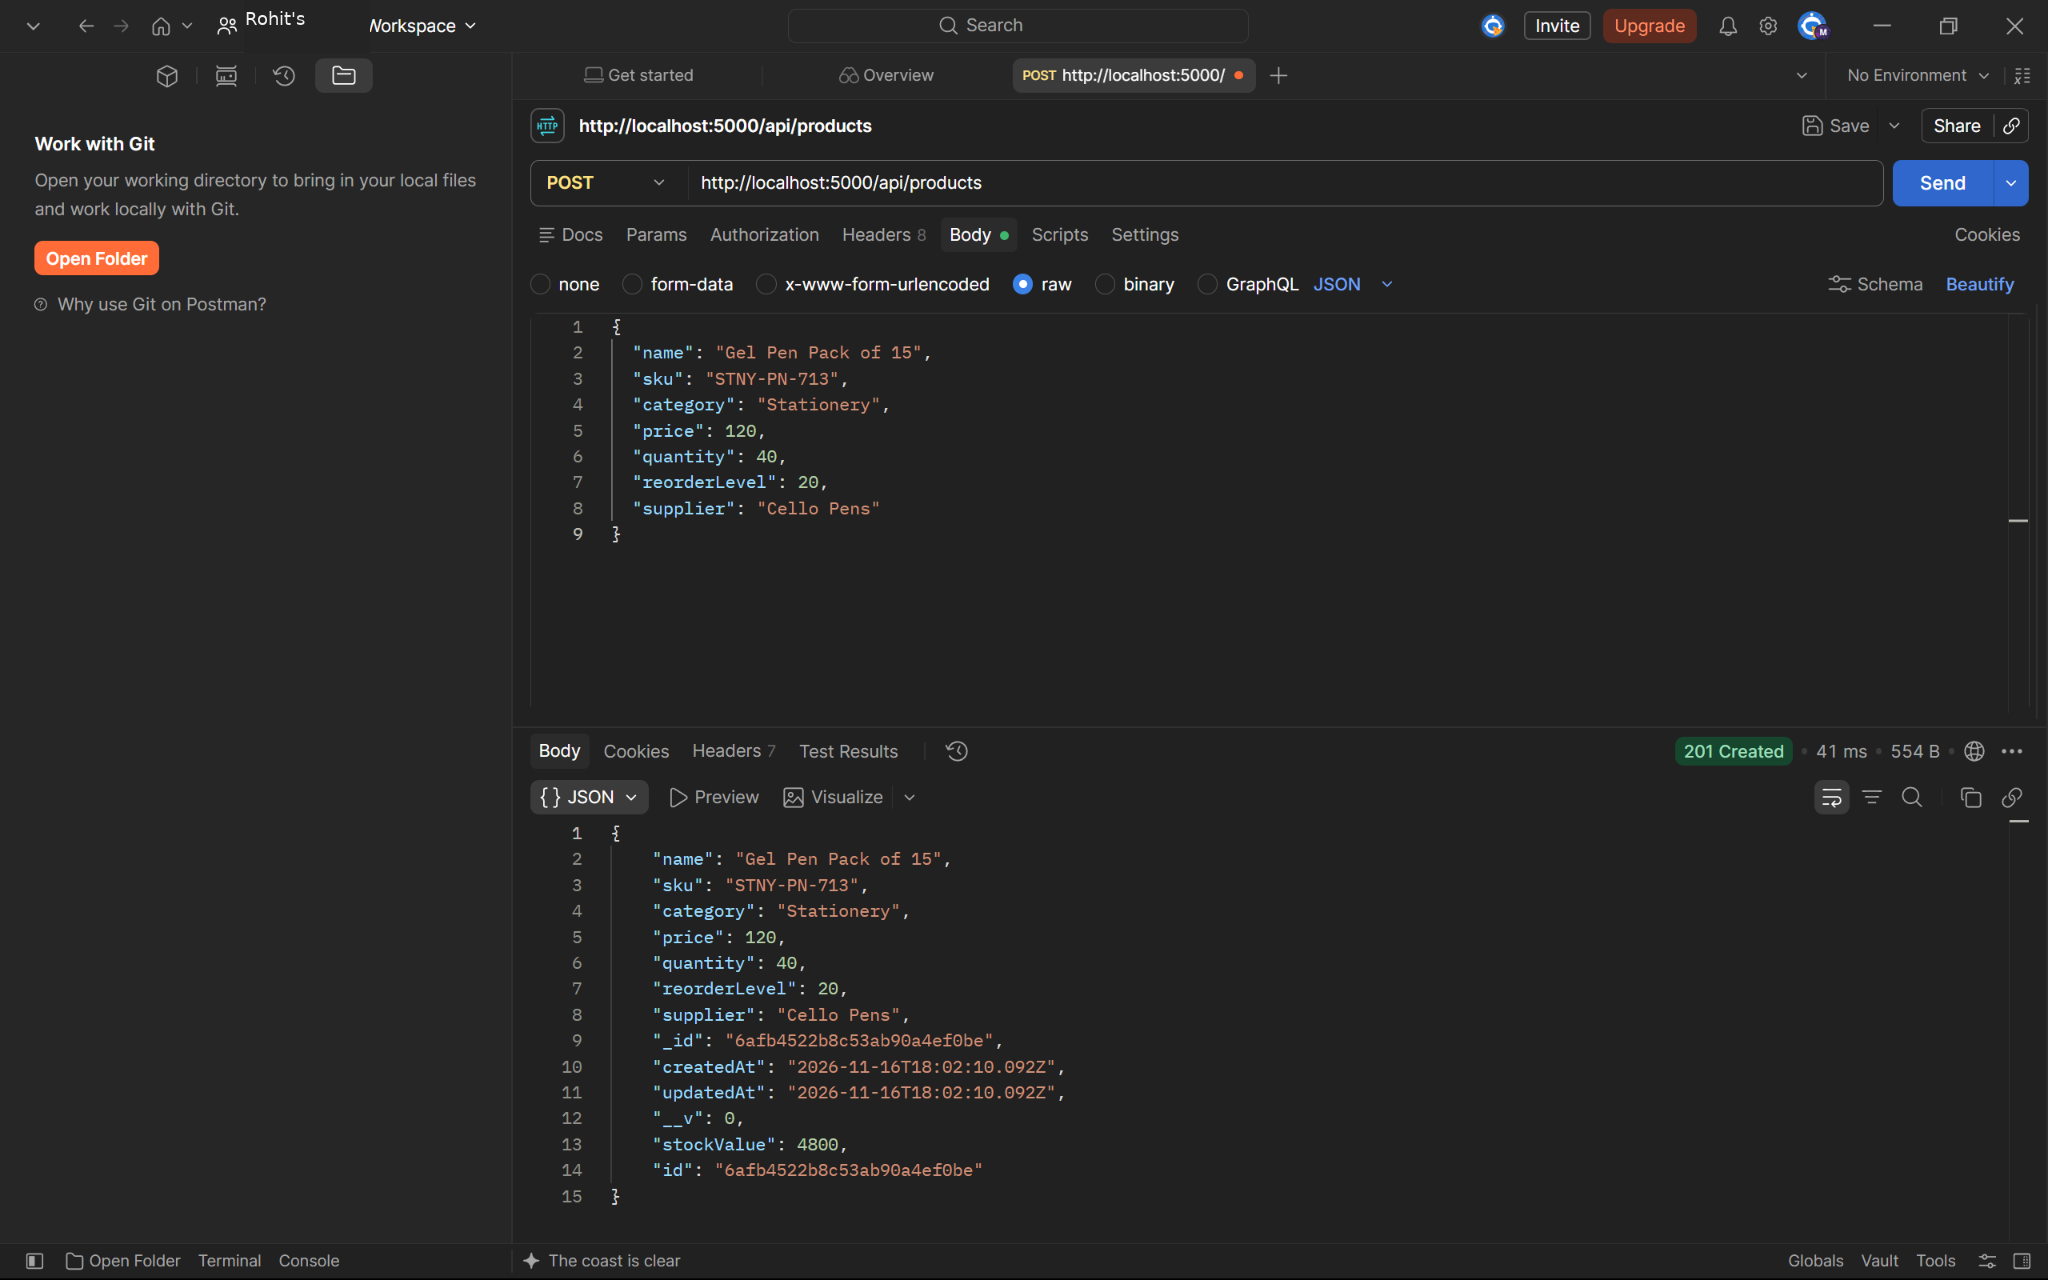 Rohit's Workspace
Search
Invite
Upgrade
M
Get started
Overview
POST http://localhost:5000/
No Environment
Work with Git
Open your working directory to bring in your local files
and work locally with Git.
Open Folder
Why use Git on Postman?
HTTP
http://localhost:5000/api/products
Save
Share
POST
http://localhost:5000/api/products
Send
Docs
Params
Authorization
Headers 8
Body
Scripts
Settings
Cookies
none
form-data
x-www-form-urlencoded
raw
binary
GraphQL
JSON
Schema
Beautify
1 {
2 "name": "Gel Pen Pack of 15",
3 "sku": "STNY-PN-713",
4 "category": "Stationery",
5 "price": 120,
6 "quantity": 40,
7 "reorderLevel": 20,
8 "supplier": "Cello Pens"
9 }
Body
Cookies
Headers 7
Test Results
201 Created
41 ms
554 B
{} JSON
Preview
Visualize
1 {
2 "name": "Gel Pen Pack of 15",
3 "sku": "STNY-PN-713",
4 "category": "Stationery",
5 "price": 120,
6 "quantity": 40,
7 "reorderLevel": 20,
8 "supplier": "Cello Pens",
9 "_id": "6afb4522b8c53ab90a4ef0be",
10 "createdAt": "2026-11-16T18:02:10.092Z",
11 "updatedAt": "2026-11-16T18:02:10.092Z",
12 "__v": 0,
13 "stockValue": 4800,
14 "id": "6afb4522b8c53ab90a4ef0be"
15 }
Open Folder
Terminal
Console
The coast is clear
Globals
Vault
Tools